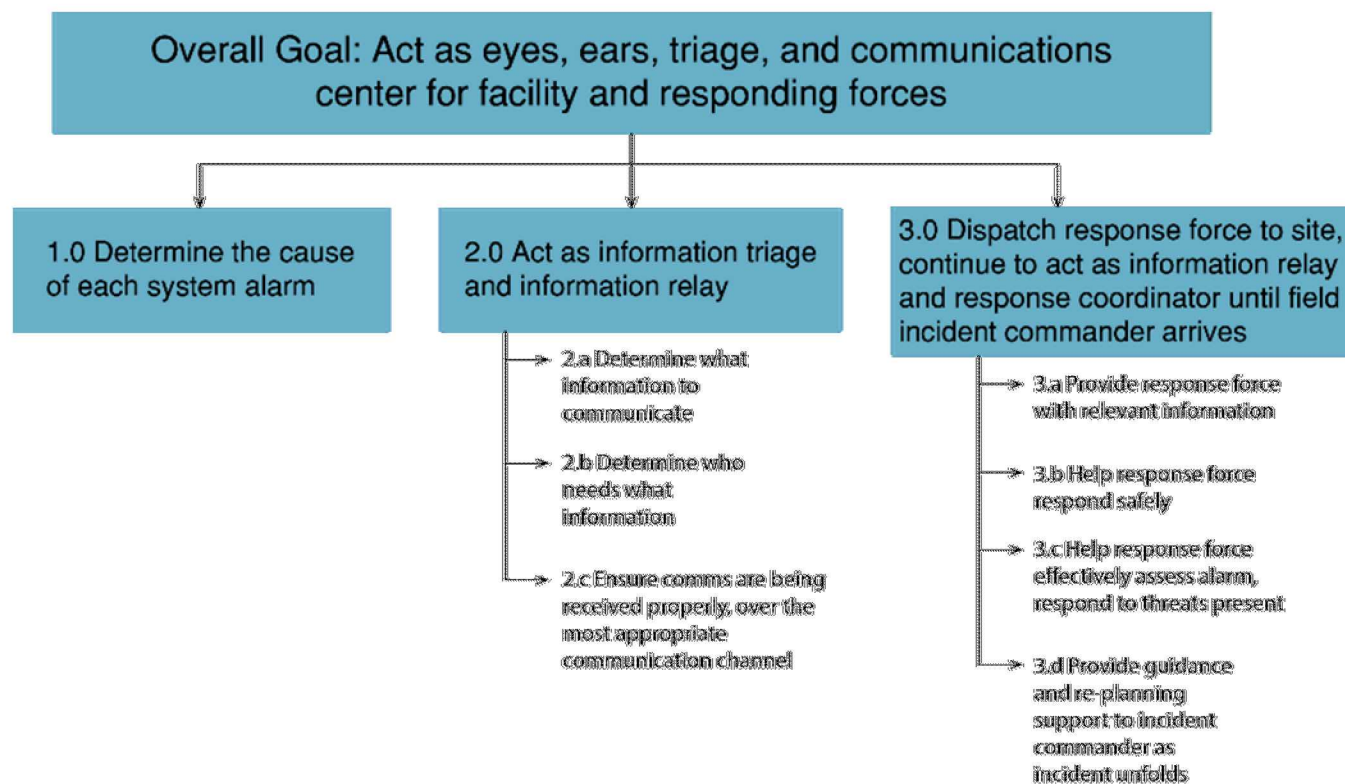 Overall Goal: Act as eyes, ears, triage, and communications
center for facility and responding forces
1.0 Determine the cause
of each system alarm
2.0 Act as information triage
and information relay
2.a Determine what
information to
communicate
2.b Determine who
needs what
information
2.c Ensure comms are being
received properly, over the
most appropriate
communication channel
3.0 Dispatch response force to site,
continue to act as information relay
and response coordinator until field
incident commander arrives
3.a Provide response force
with relevant information
3.b Help response force
respond safely
3.c Help response force
effectively assess alarm,
respond to threats present
3.d Provide guidance
and re-planning
support to incident
commander as
incident unfolds